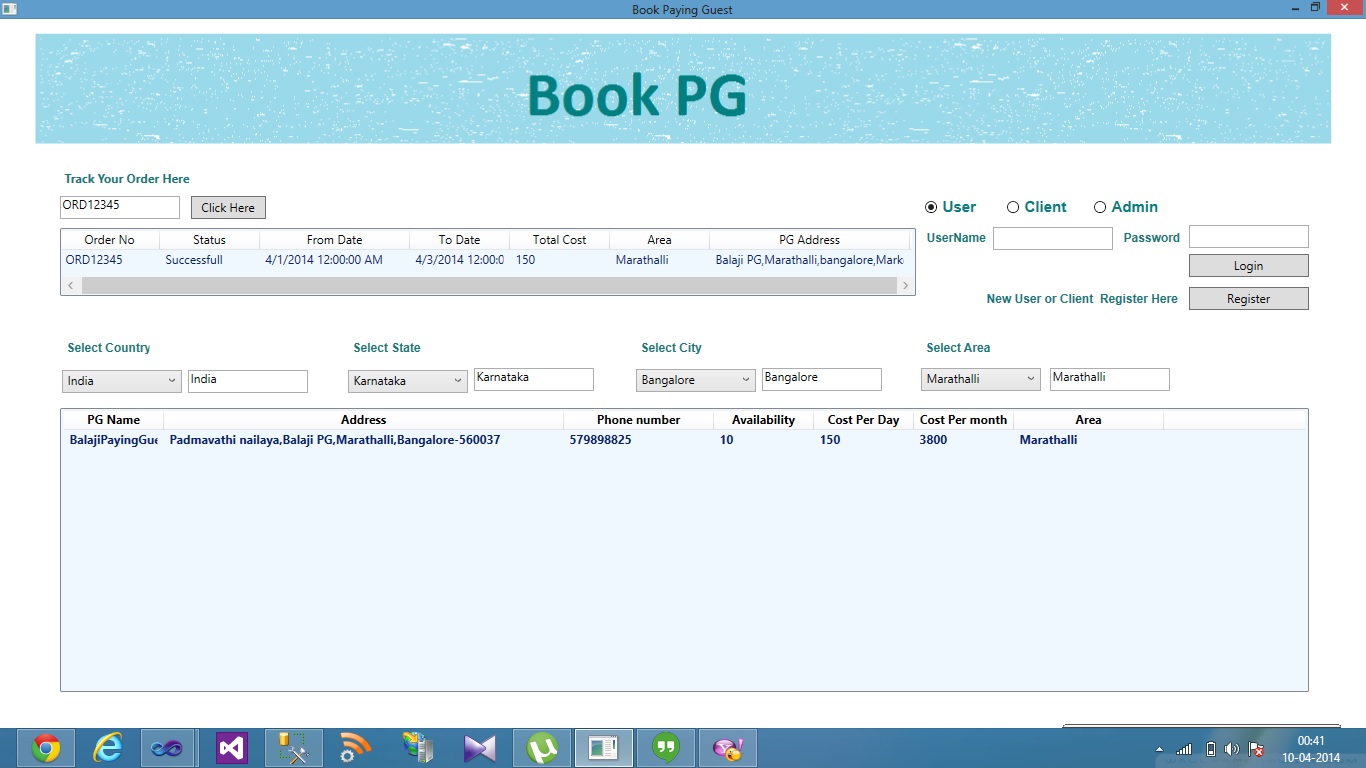 Book Paying Guest
Book PG
Track Your Order Here
ORD12345 Click Here
User Client Admin
UserName Password
Login
New User or Client Register Here Register
Order No Status From Date To Date Total Cost Area PG Address
ORD12345 Successfull 4/1/2014 12:00:00 AM 4/3/2014 12:00:0 150 Marathalli Balaji PG,Marathalli,bangalore,Mark
Select Country Select State Select City Select Area
India India Karnataka Karnataka Bangalore Bangalore Marathalli Marathalli
PG Name Address Phone number Availability Cost Per Day Cost Per month Area
BalajiPayingGue Padmavathi nailaya,Balaji PG,Marathalli,Bangalore-560037 579898825 10 150 3800 Marathalli
00:41
10-04-2014